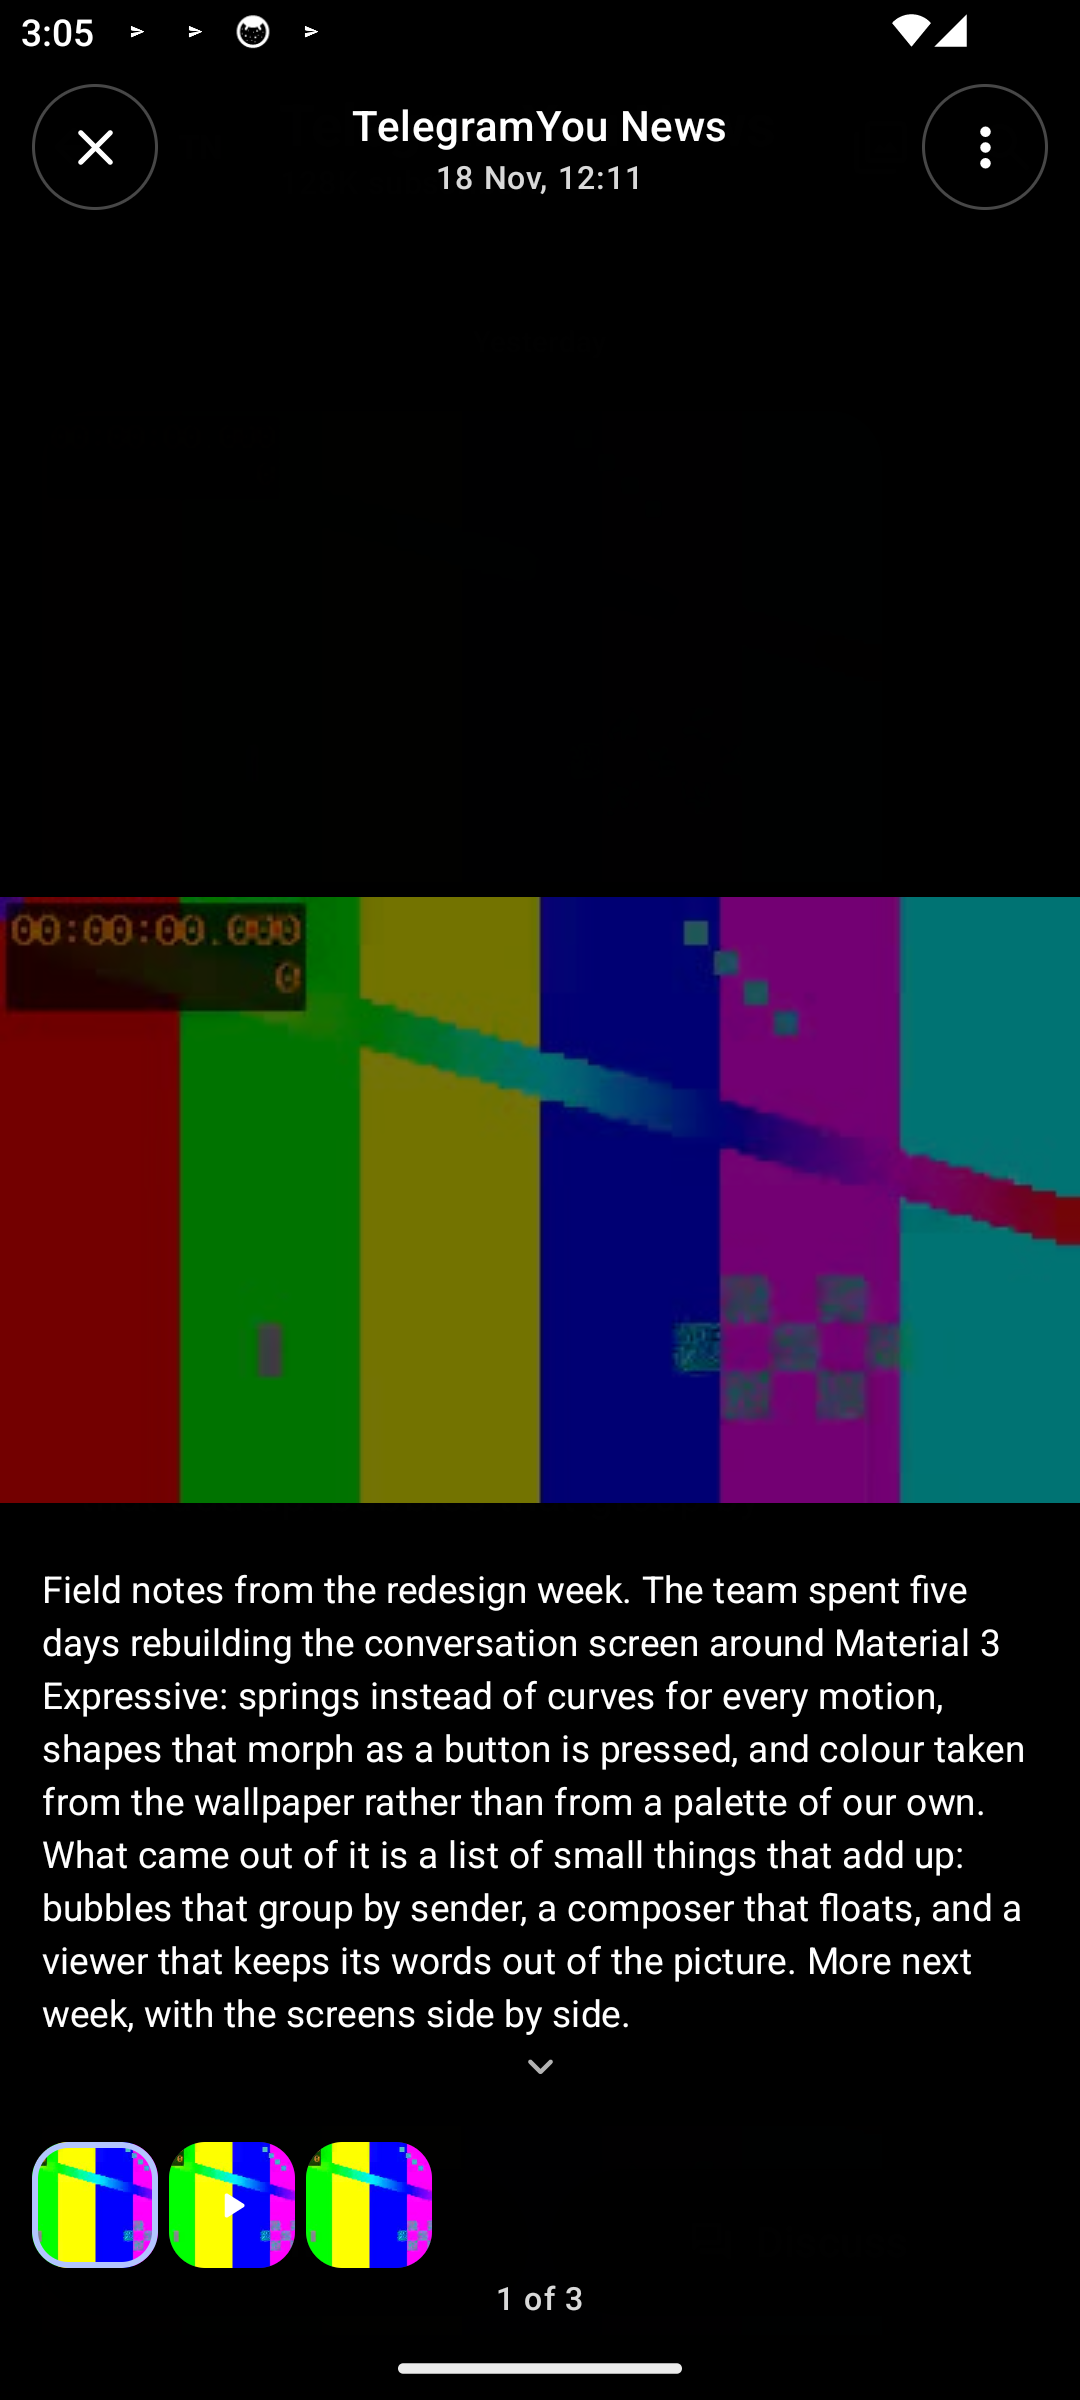 3:05
TelegramYou News
18 Nov, 12:11
00:00:00.000
0
Field notes from the redesign week. The team spent five
days rebuilding the conversation screen around Material 3
Expressive: springs instead of curves for every motion,
shapes that morph as a button is pressed, and colour taken
from the wallpaper rather than from a palette of our own.
What came out of it is a list of small things that add up:
bubbles that group by sender, a composer that floats, and a
viewer that keeps its words out of the picture. More next
week, with the screens side by side.
1 of 3